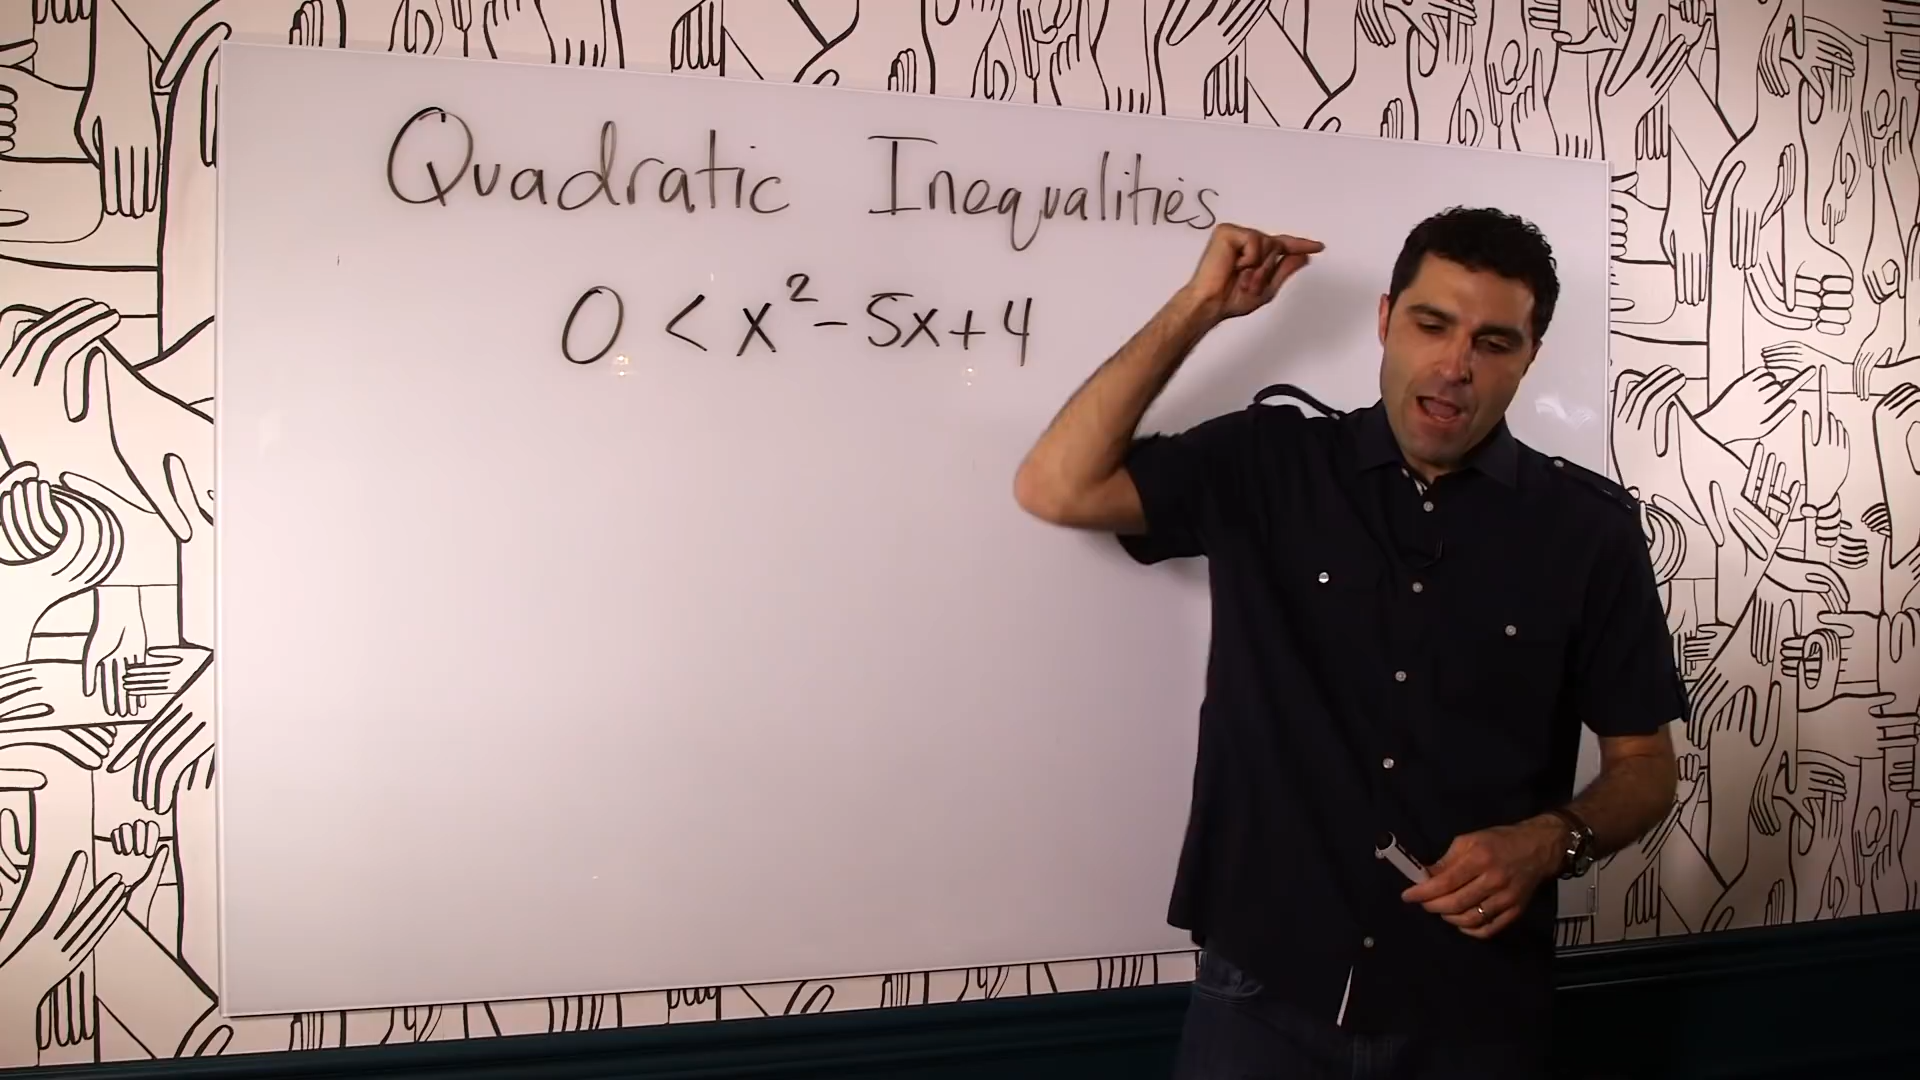 Quadratic Inequalities
0 < x² - 5x + 4